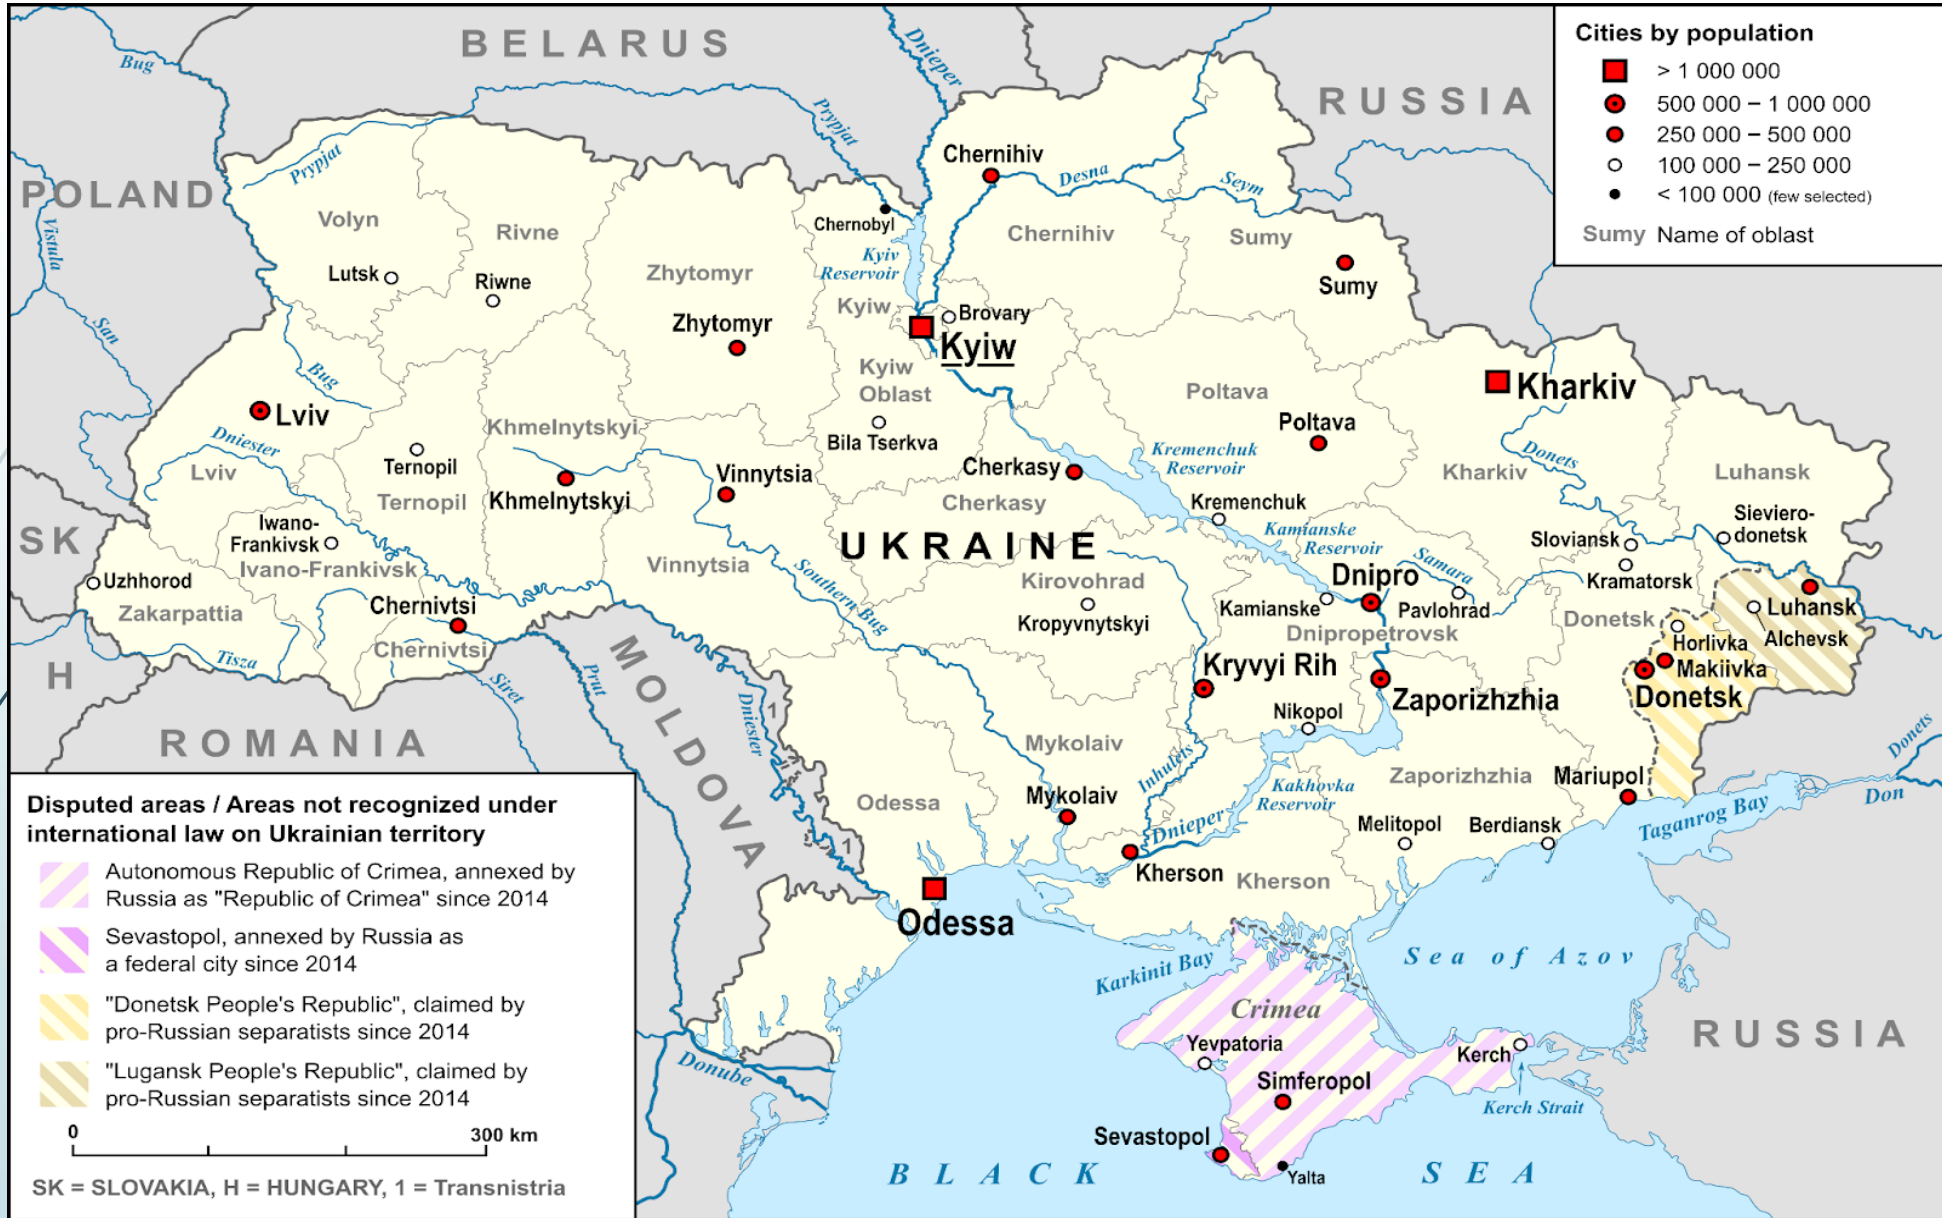 BELARUS
RUSSIA
POLAND
SK
H
ROMANIA
MOLDOVA
UKRAINE
RUSSIA
BLACK SEA
Sea of Azov
Taganrog Bay
Karkinit Bay
Kerch Strait
Bug
Vistula
San
Prypjat
Prypjat
Dnieper
Desna
Seym
Kyiv
Reservoir
Bug
Dniester
Tisza
Siret
Prut
Dniester
Southern Bug
Kremenchuk
Reservoir
Kamianske
Reservoir
Samara
Donets
Inhulets
Kakhovka
Reservoir
Dnieper
Donets
Don
Donube
Volyn
Rivne
Zhytomyr
Kyiw
Kyiw
Oblast
Chernihiv
Sumy
Lviv
Ternopil
Khmelnytskyi
Vinnytsia
Ivano-Frankivsk
Zakarpattia
Chernivtsi
Cherkasy
Kirovohrad
Poltava
Kharkiv
Luhansk
Donetsk
Dnipropetrovsk
Zaporizhzhia
Mykolaiv
Odessa
Kherson
Crimea
1
1
Chernihiv
Chernobyl
Lutsk
Riwne
Zhytomyr
Brovary
Kyiw
Sumy
Kharkiv
Lviv
Ternopil
Khmelnytskyi
Vinnytsia
Bila Tserkva
Cherkasy
Poltava
Kremenchuk
Iwano-
Frankivsk
Uzhhorod
Chernivtsi
Kropyvnytskyi
Kamianske
Dnipro
Pavlohrad
Sloviansk
Kramatorsk
Sieviero-
donetsk
Luhansk
Alchevsk
Horlivka
Makiivka
Donetsk
Kryvyi Rih
Zaporizhzhia
Nikopol
Mariupol
Mykolaiv
Kherson
Melitopol
Berdiansk
Odessa
Yevpatoria
Simferopol
Kerch
Sevastopol
Yalta
Cities by population
> 1 000 000
500 000 – 1 000 000
250 000 – 500 000
100 000 – 250 000
< 100 000 (few selected)
Sumy Name of oblast
Disputed areas / Areas not recognized under
international law on Ukrainian territory
Autonomous Republic of Crimea, annexed by
Russia as "Republic of Crimea" since 2014
Sevastopol, annexed by Russia as
a federal city since 2014
"Donetsk People's Republic", claimed by
pro-Russian separatists since 2014
"Lugansk People's Republic", claimed by
pro-Russian separatists since 2014
0 300 km
SK = SLOVAKIA, H = HUNGARY, 1 = Transnistria